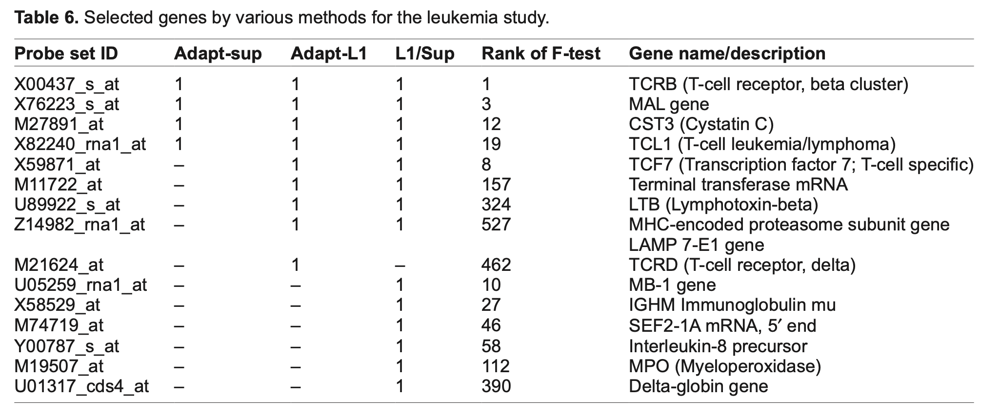 Table 6. Selected genes by various methods for the leukemia study.
Probe set ID Adapt-sup Adapt-L1 L1/Sup Rank of F-test Gene name/description
X00437_s_at 1 1 1 1 TCRB (T-cell receptor, beta cluster)
X76223_s_at 1 1 1 3 MAL gene
M27891_at 1 1 1 12 CST3 (Cystatin C)
X82240_rna1_at 1 1 1 19 TCL1 (T-cell leukemia/lymphoma)
X59871_at – 1 1 8 TCF7 (Transcription factor 7; T-cell specific)
M11722_at – 1 1 157 Terminal transferase mRNA
U89922_s_at – 1 1 324 LTB (Lymphotoxin-beta)
Z14982_rna1_at – 1 1 527 MHC-encoded proteasome subunit gene
LAMP 7-E1 gene
M21624_at – 1 – 462 TCRD (T-cell receptor, delta)
U05259_rna1_at – – 1 10 MB-1 gene
X58529_at – – 1 27 IGHM Immunoglobulin mu
M74719_at – – 1 46 SEF2-1A mRNA, 5′ end
Y00787_s_at – – 1 58 Interleukin-8 precursor
M19507_at – – 1 112 MPO (Myeloperoxidase)
U01317_cds4_at – – 1 390 Delta-globin gene